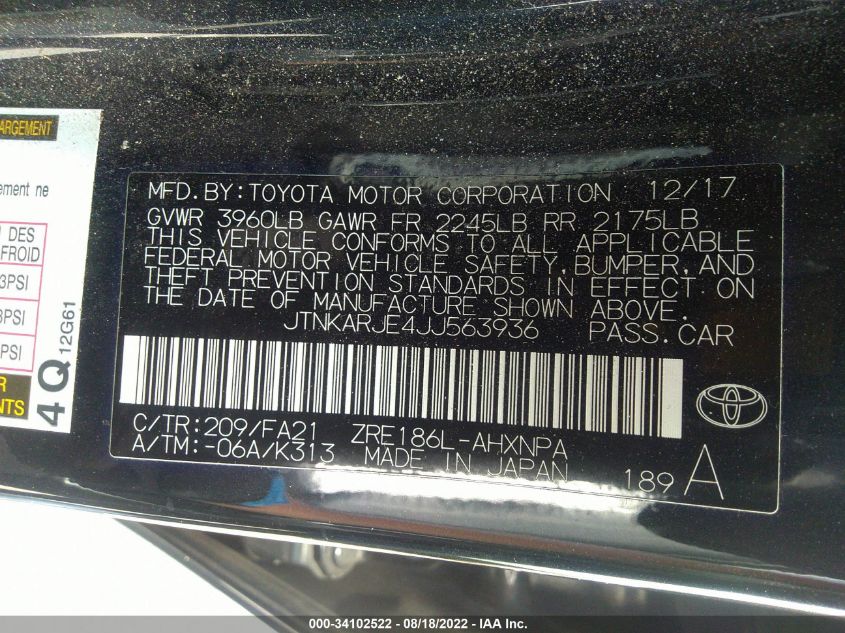 ARGEMENT
ement ne
DES
FROID
3PSI
3PSI
PSI
R
NTS
4Q 12G61
MFD.BY:TOYOTA MOTOR CORPORATION 12/17
GVWR 3960LB GAWR FR 2245LB RR 2175LB
THIS VEHICLE CONFORMS TO ALL APPLICABLE
FEDERAL MOTOR VEHICLE SAFETY,BUMPER,AND
THEFT PREVENTION STANDARDS IN EFFECT ON
THE DATE OF MANUFACTURE SHOWN ABOVE.
JTNKARJE4JJ563936 PASS.CAR
C/TR:209/FA21 ZRE186L-AHXNPA
A/TM:-06A/K313 MADE IN JAPAN
189 A
000-34102522 - 08/18/2022 - Copyright IAA, Inc.